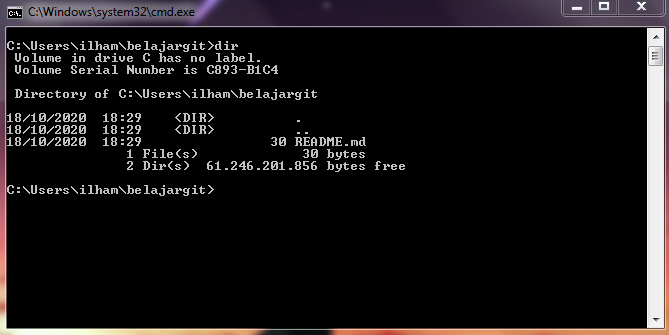 C:\Windows\system32\cmd.exe
C:\Users\ilham\belajargit>dir
 Volume in drive C has no label.
 Volume Serial Number is C893-B1C4

 Directory of C:\Users\ilham\belajargit

18/10/2020  18:29    <DIR>          .
18/10/2020  18:29    <DIR>          ..
18/10/2020  18:29                30 README.md
               1 File(s)             30 bytes
               2 Dir(s)  61.246.201.856 bytes free

C:\Users\ilham\belajargit>